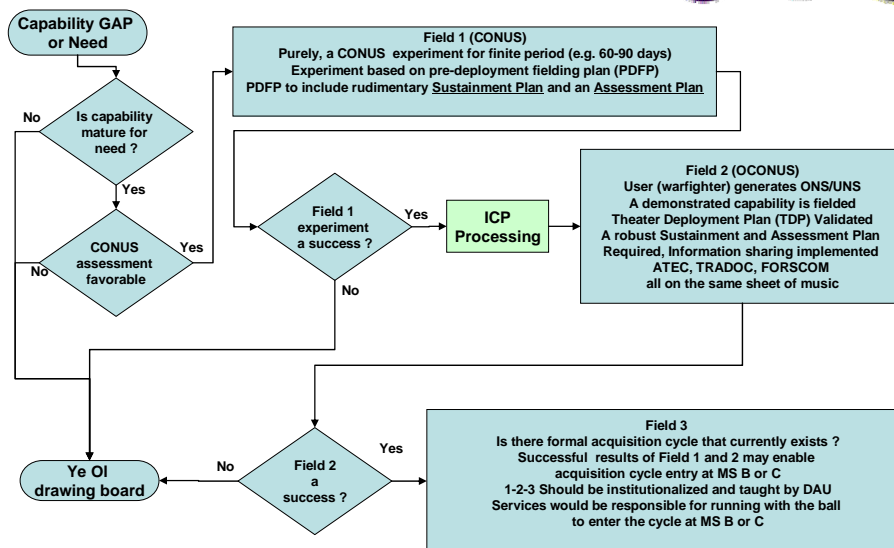 Capability GAP
or Need
No
Is capability
mature for
need ?
Yes
CONUS
assessment
favorable
No
Yes
Field 1 (CONUS)
Purely, a CONUS experiment for finite period (e.g. 60-90 days)
Experiment based on pre-deployment fielding plan (PDFP)
PDFP to include rudimentary Sustainment Plan and an Assessment Plan
Field 1
experiment
a success ?
Yes
No
ICP
Processing
Field 2 (OCONUS)
User (warfighter) generates ONS/UNS
A demonstrated capability is fielded
Theater Deployment Plan (TDP) Validated
A robust Sustainment and Assessment Plan
Required, Information sharing implemented
ATEC, TRADOC, FORSCOM
all on the same sheet of music
Ye Ol
drawing board
No
Field 2
a
success ?
Yes
Field 3
Is there formal acquisition cycle that currently exists ?
Successful results of Field 1 and 2 may enable
acquisition cycle entry at MS B or C
1-2-3 Should be institutionalized and taught by DAU
Services would be responsible for running with the ball
to enter the cycle at MS B or C